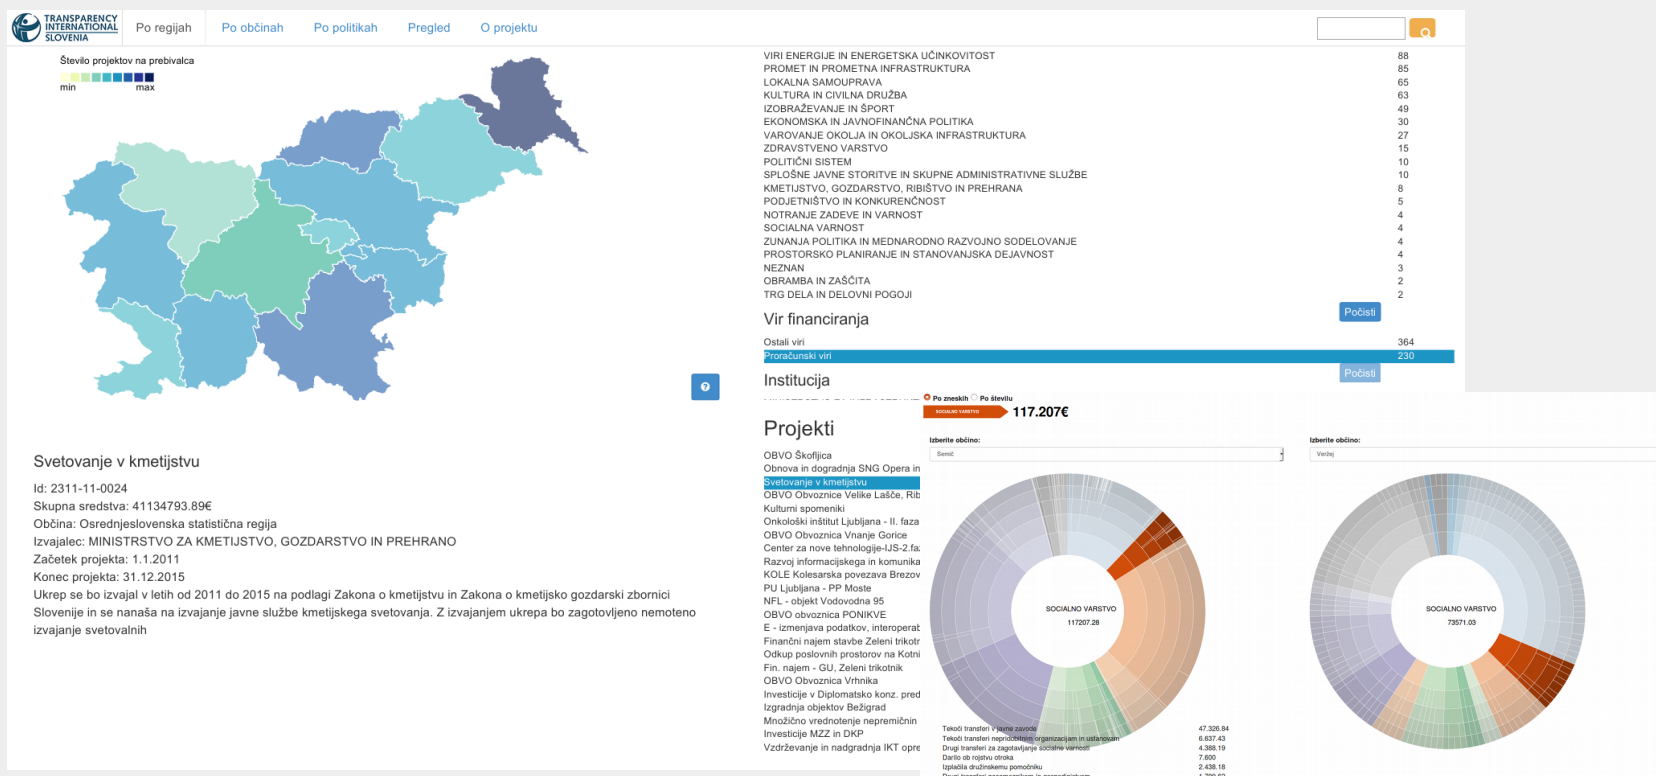 TRANSPARENCY
INTERNATIONAL
SLOVENIA
Po regijah
Po občinah
Po politikah
Pregled
O projektu
Število projektov na prebivalca
min max
VIRI ENERGIJE IN ENERGETSKA UČINKOVITOST 88
PROMET IN PROMETNA INFRASTRUKTURA 85
LOKALNA SAMOUPRAVA 65
KULTURA IN CIVILNA DRUŽBA 63
IZOBRAŽEVANJE IN ŠPORT 49
EKONOMSKA IN JAVNOFINANČNA POLITIKA 30
VAROVANJE OKOLJA IN OKOLJSKA INFRASTRUKTURA 27
ZDRAVSTVENO VARSTVO 15
POLITIČNI SISTEM 10
SPLOŠNE JAVNE STORITVE IN SKUPNE ADMINISTRATIVNE SLUŽBE 10
KMETIJSTVO, GOZDARSTVO, RIBIŠTVO IN PREHRANA 8
PODJETNIŠTVO IN KONKURENČNOST 5
NOTRANJE ZADEVE IN VARNOST 4
SOCIALNA VARNOST 4
ZUNANJA POLITIKA IN MEDNARODNO RAZVOJNO SODELOVANJE 4
PROSTORSKO PLANIRANJE IN STANOVANJSKA DEJAVNOST 4
NEZNAN 3
OBRAMBA IN ZAŠČITA 2
TRG DELA IN DELOVNI POGOJI 2
Počisti
Vir financiranja
Ostali viri 364
Proračunski viri 230
Počisti
Institucija
Projekti
OBVO Škofljica
Obnova in dogradnja SNG Opera in
Svetovanje v kmetijstvu
OBVO Obvoznice Velike Lašče, Rib
Kulturni spomeniki
Onkološki inštitut Ljubljana - II. faza
OBVO Obvoznica Vnanje Gorice
Center za nove tehnologije-IJS-2.fa
Razvoj informacijskega in komunika
KOLE Kolesarska povezava Brezov
PU Ljubljana - PP Moste
NFL - objekt Vodovodna 95
OBVO obvoznica PONIKVE
E - izmenjava podatkov, interoperab
Finančni najem stavbe Zeleni trikotr
Odkup poslovnih prostorov na Kotni
Fin. najem - GU, Zeleni trikotnik
OBVO Obvoznica Vrhnika
Investicije v Diplomatsko konz. pred
Izgradnja objektov Bežigrad
Množično vrednotenje nepremičnin
Investicije MZZ in DKP
Vzdrževanje in nadgradnja IKT opre
Svetovanje v kmetijstvu
Id: 2311-11-0024
Skupna sredstva: 41134793.89€
Občina: Osrednjeslovenska statistična regija
Izvajalec: MINISTRSTVO ZA KMETIJSTVO, GOZDARSTVO IN PREHRANO
Začetek projekta: 1.1.2011
Konec projekta: 31.12.2015
Ukrep se bo izvajal v letih od 2011 do 2015 na podlagi Zakona o kmetijstvu in Zakona o kmetijsko gozdarski zbornici
Slovenije in se nanaša na izvajanje javne službe kmetijskega svetovanja. Z izvajanjem ukrepa bo zagotovljeno nemoteno
izvajanje svetovalnih
Po zneskih Po številu
SOCIALNO VARSTVO 117.207€
Izberite občino:
Semič
SOCIALNO VARSTVO
117207.28
Izberite občino:
Veržej
SOCIALNO VARSTVO
73571.03
Tekoči transferi v javne zavode 47.326.84
Tekoči transferi nepridobitnim organizacijam in ustanovam 6.637.43
Drugi transferi za zagotavljanje socialne varnosti 4.388.19
Darilo ob rojstvu otroka 7.600
Izplačila družinskemu pomočniku 2.438.18